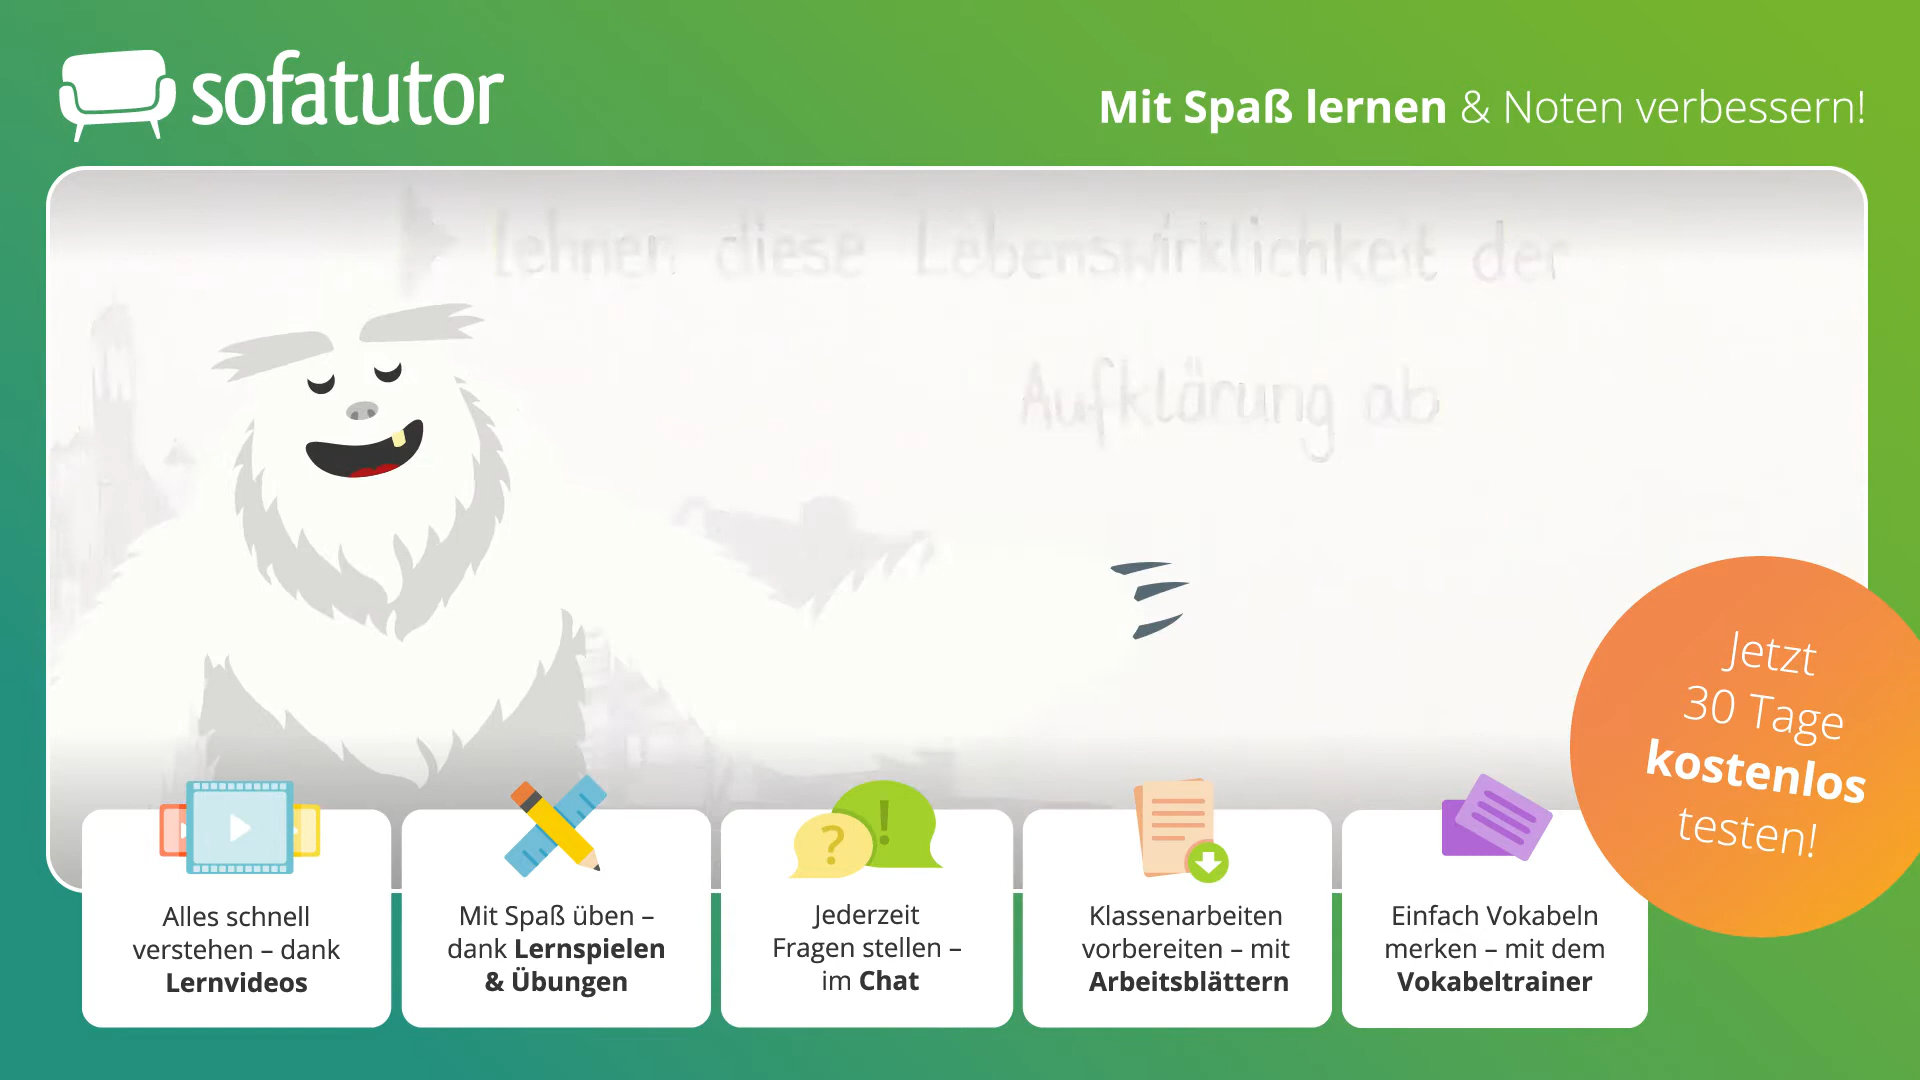 sofatutor
Mit Spaß lernen & Noten verbessern!
lehnen diese Lebenswirklichkeit der
Aufklärung ab
Jetzt
30 Tage
kostenlos
testen!
? !
Alles schnell
verstehen – dank
Lernvideos
Mit Spaß üben –
dank Lernspielen
& Übungen
Jederzeit
Fragen stellen –
im Chat
Klassenarbeiten
vorbereiten – mit
Arbeitsblättern
Einfach Vokabeln
merken – mit dem
Vokabeltrainer